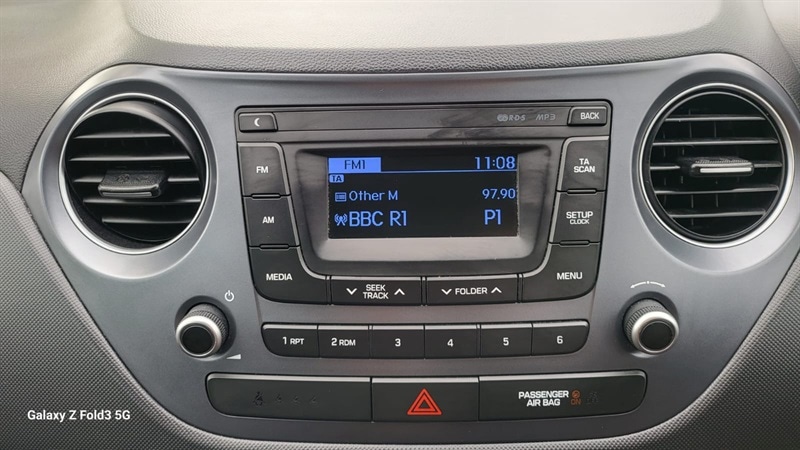 R·D·S MP3 BACK
FM
FM1 11:08
TA
SCAN
TA
Other M 97.90
AM
BBC R1 P1
SETUP
CLOCK
MEDIA
SEEK
TRACK
FOLDER
MENU
1 RPT 2 RDM 3 4 5 6
PASSENGER
AIR BAG
ON
Galaxy Z Fold3 5G